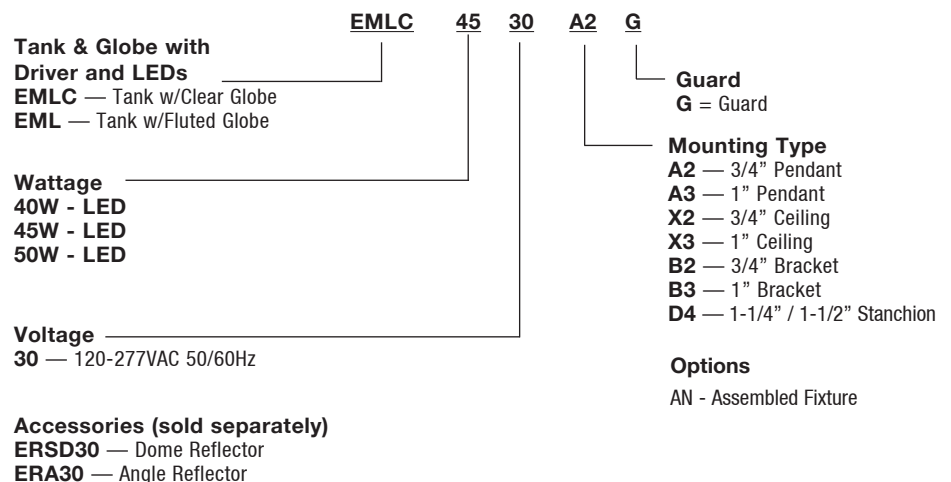 EMLC 45 30 A2 G
Tank & Globe with
Driver and LEDs
EMLC — Tank w/Clear Globe
EML — Tank w/Fluted Globe
Wattage
40W - LED
45W - LED
50W - LED
Voltage
30 — 120-277VAC 50/60Hz
Accessories (sold separately)
ERSD30 — Dome Reflector
ERA30 — Angle Reflector
Guard
G = Guard
Mounting Type
A2 — 3/4” Pendant
A3 — 1” Pendant
X2 — 3/4” Ceiling
X3 — 1” Ceiling
B2 — 3/4” Bracket
B3 — 1” Bracket
D4 — 1-1/4” / 1-1/2” Stanchion
Options
AN - Assembled Fixture